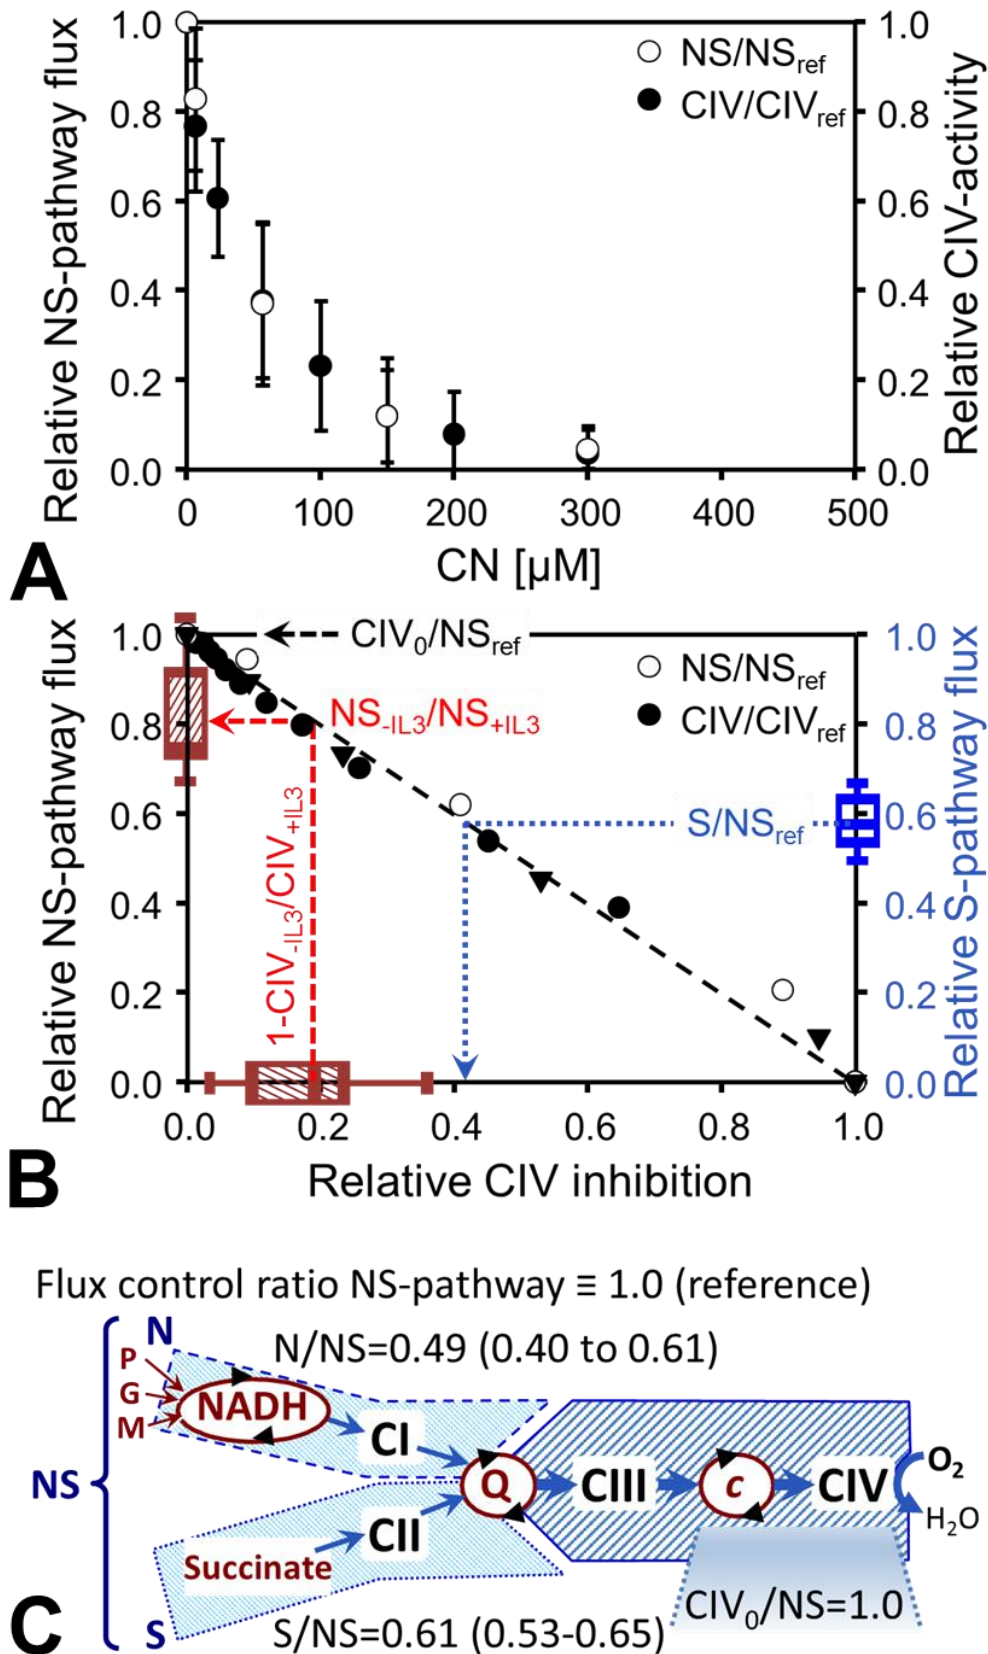 Relative NS-pathway flux
1.0
0.8
0.6
0.4
0.2
0.0
NS/NSref
CIV/CIVref
1.0
0.8
0.6
0.4
0.2
0.0
Relative CIV-activity
0 100 200 300 400 500
CN [µM]
A
Relative NS-pathway flux
1.0
0.8
0.6
0.4
0.2
0.0
CIV0/NSref
NS/NSref
CIV/CIVref
NS-IL3/NS+IL3
1-CIV-IL3/CIV+IL3
S/NSref
1.0
0.8
0.6
0.4
0.2
0.0
Relative S-pathway flux
0.0 0.2 0.4 0.6 0.8 1.0
Relative CIV inhibition
B
Flux control ratio NS-pathway ≡ 1.0 (reference)
N
N/NS=0.49 (0.40 to 0.61)
P
G
M
NADH
CI
NS
Q
CIII
c
CIV
O2
H2O
CII
Succinate
CIV0/NS=1.0
S
S/NS=0.61 (0.53-0.65)
C